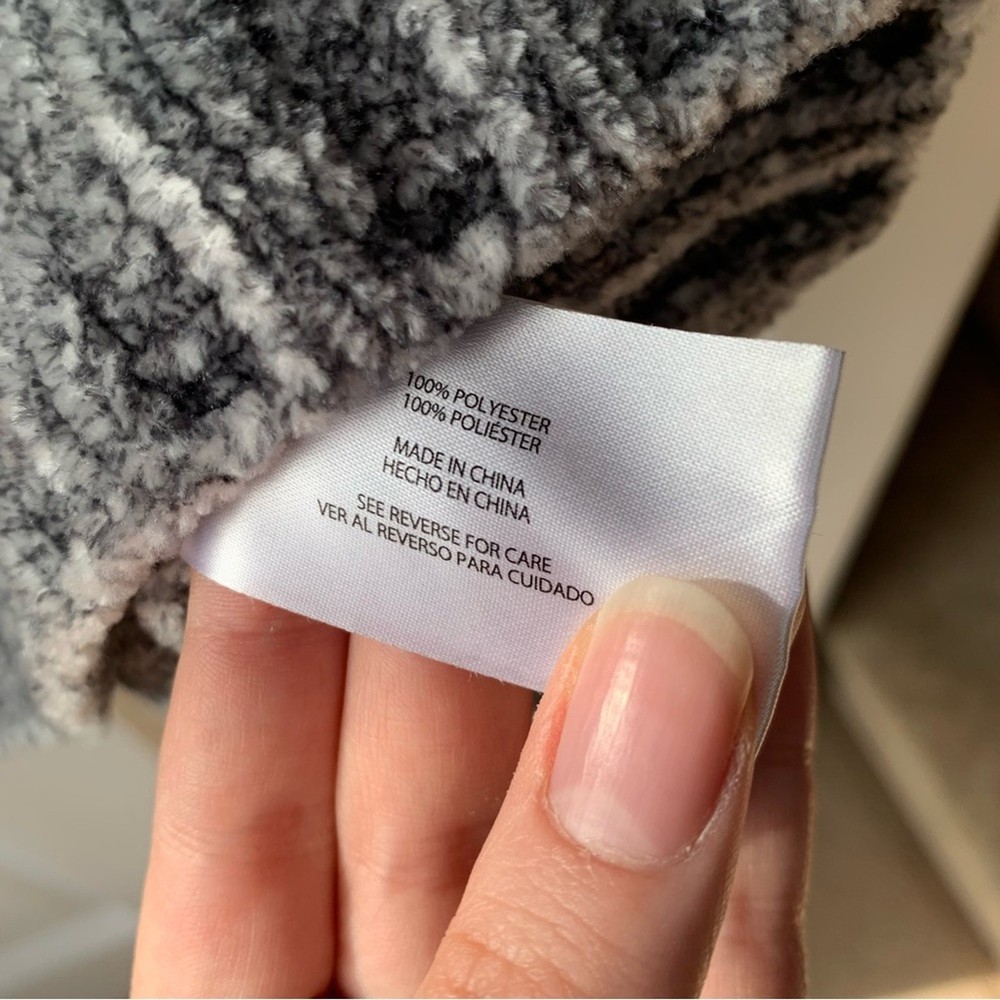 100% POLYESTER
100% POLIÉSTER
MADE IN CHINA
HECHO EN CHINA
SEE REVERSE FOR CARE
VER AL REVERSO PARA CUIDADO